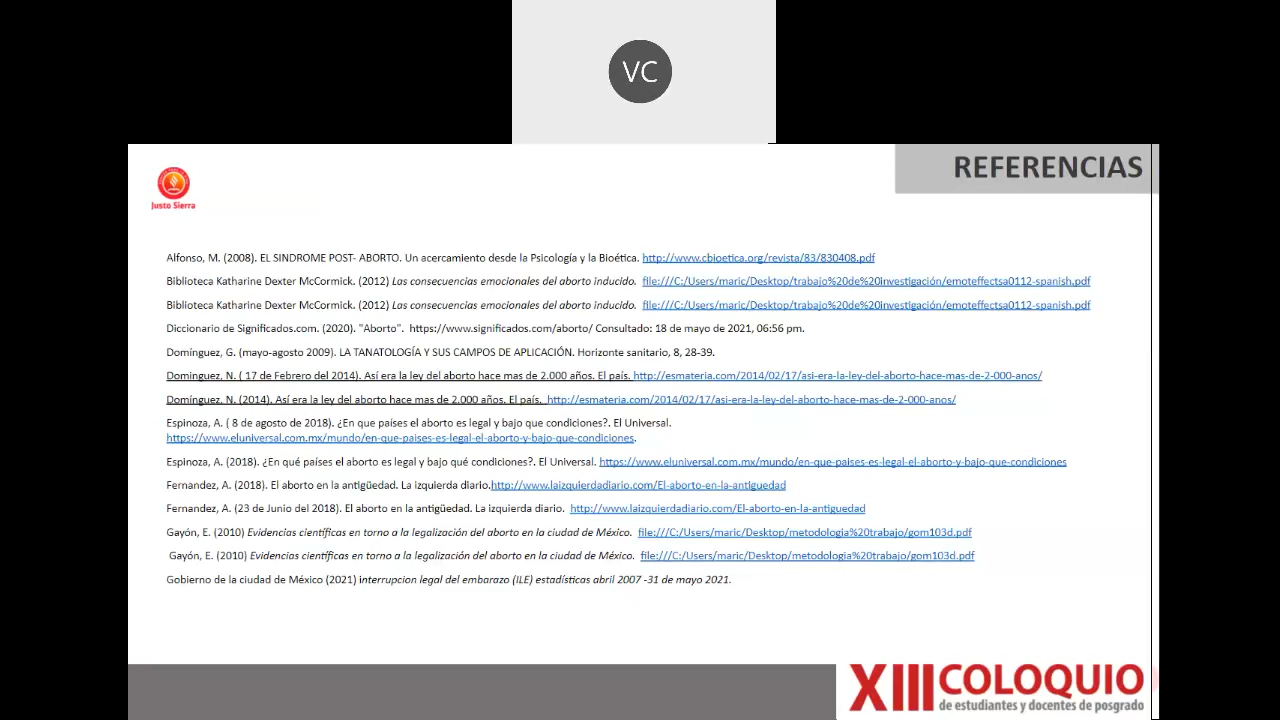 VC
REFERENCIAS
Justo Sierra
Alfonso, M. (2008). EL SINDROME POST- ABORTO. Un acercamiento desde la Psicología y la Bioética. http://www.cbioetica.org/revista/83/830408.pdf
Biblioteca Katharine Dexter McCormick. (2012) Las consecuencias emocionales del aborto inducido. file:///C:/Users/maric/Desktop/trabajo%20de%20investigación/emoteffectsa0112-spanish.pdf
Biblioteca Katharine Dexter McCormick. (2012) Las consecuencias emocionales del aborto inducido. file:///C:/Users/maric/Desktop/trabajo%20de%20investigación/emoteffectsa0112-spanish.pdf
Diccionario de Significados.com. (2020). "Aborto". https://www.significados.com/aborto/ Consultado: 18 de mayo de 2021, 06:56 pm.
Domínguez, G. (mayo-agosto 2009). LA TANATOLOGÍA Y SUS CAMPOS DE APLICACIÓN. Horizonte sanitario, 8, 28-39.
Domínguez, N. ( 17 de Febrero del 2014). Así era la ley del aborto hace mas de 2.000 años. El país. http://esmateria.com/2014/02/17/asi-era-la-ley-del-aborto-hace-mas-de-2-000-anos/
Domínguez, N. (2014). Así era la ley del aborto hace mas de 2.000 años. El país. http://esmateria.com/2014/02/17/asi-era-la-ley-del-aborto-hace-mas-de-2-000-anos/
Espinoza, A. ( 8 de agosto de 2018). ¿En que países el aborto es legal y bajo que condiciones?. El Universal.
https://www.eluniversal.com.mx/mundo/en-que-paises-es-legal-el-aborto-y-bajo-que-condiciones.
Espinoza, A. (2018). ¿En qué países el aborto es legal y bajo qué condiciones?. El Universal. https://www.eluniversal.com.mx/mundo/en-que-paises-es-legal-el-aborto-y-bajo-que-condiciones
Fernandez, A. (2018). El aborto en la antigüedad. La izquierda diario.http://www.laizquierdadiario.com/El-aborto-en-la-antiguedad
Fernandez, A. (23 de Junio del 2018). El aborto en la antigüedad. La izquierda diario. http://www.laizquierdadiario.com/El-aborto-en-la-antiguedad
Gayón, E. (2010) Evidencias científicas en torno a la legalización del aborto en la ciudad de México. file:///C:/Users/maric/Desktop/metodologia%20trabajo/gom103d.pdf
Gayón, E. (2010) Evidencias científicas en torno a la legalización del aborto en la ciudad de México. file:///C:/Users/maric/Desktop/metodologia%20trabajo/gom103d.pdf
Gobierno de la ciudad de México (2021) interrupcion legal del embarazo (ILE) estadísticas abril 2007 -31 de mayo 2021.
XIII COLOQUIO
de estudiantes y docentes de posgrado